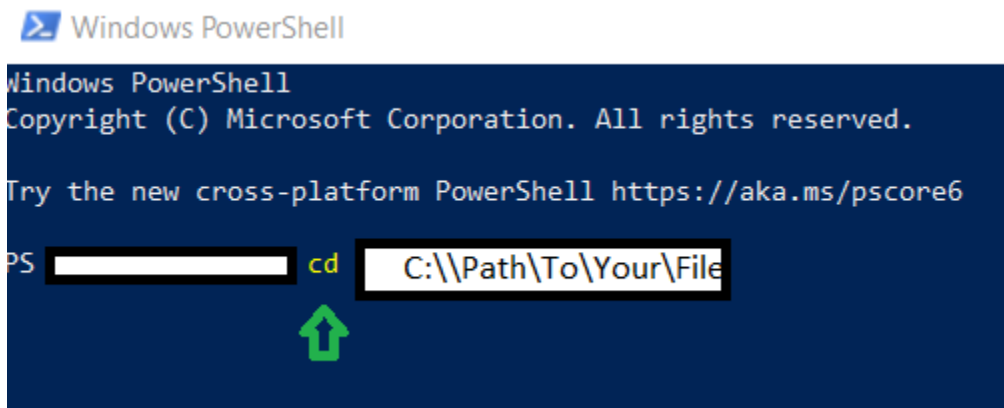 Windows PowerShell
Windows PowerShell
Copyright (C) Microsoft Corporation. All rights reserved.
Try the new cross-platform PowerShell https://aka.ms/pscore6
PS cd C:\\Path\To\Your\File